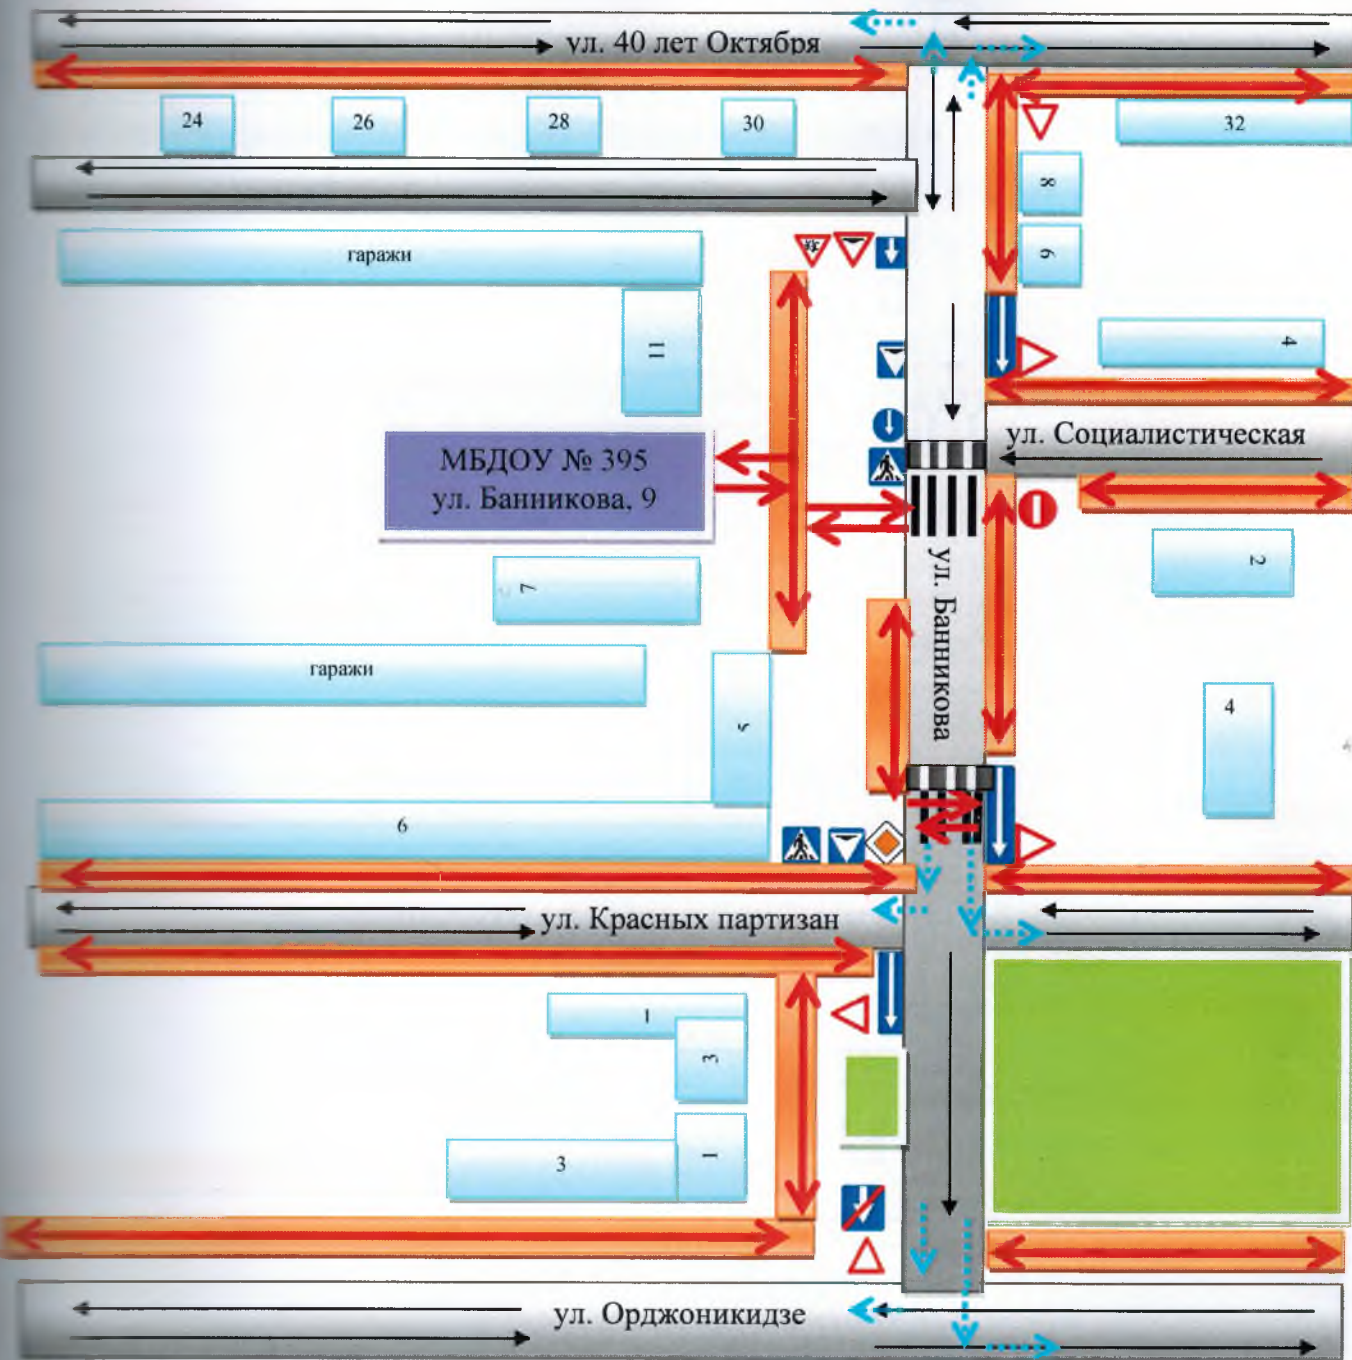 ул. 40 лет Октября
24
26
28
30
32
8
6
гаражи
11
4
ул. Социалистическая
МБДОУ № 395
ул. Банникова, 9
2
7
ул. Банникова
гаражи
5
4
6
ул. Красных партизан
1
3
1
3
ул. Орджоникидзе